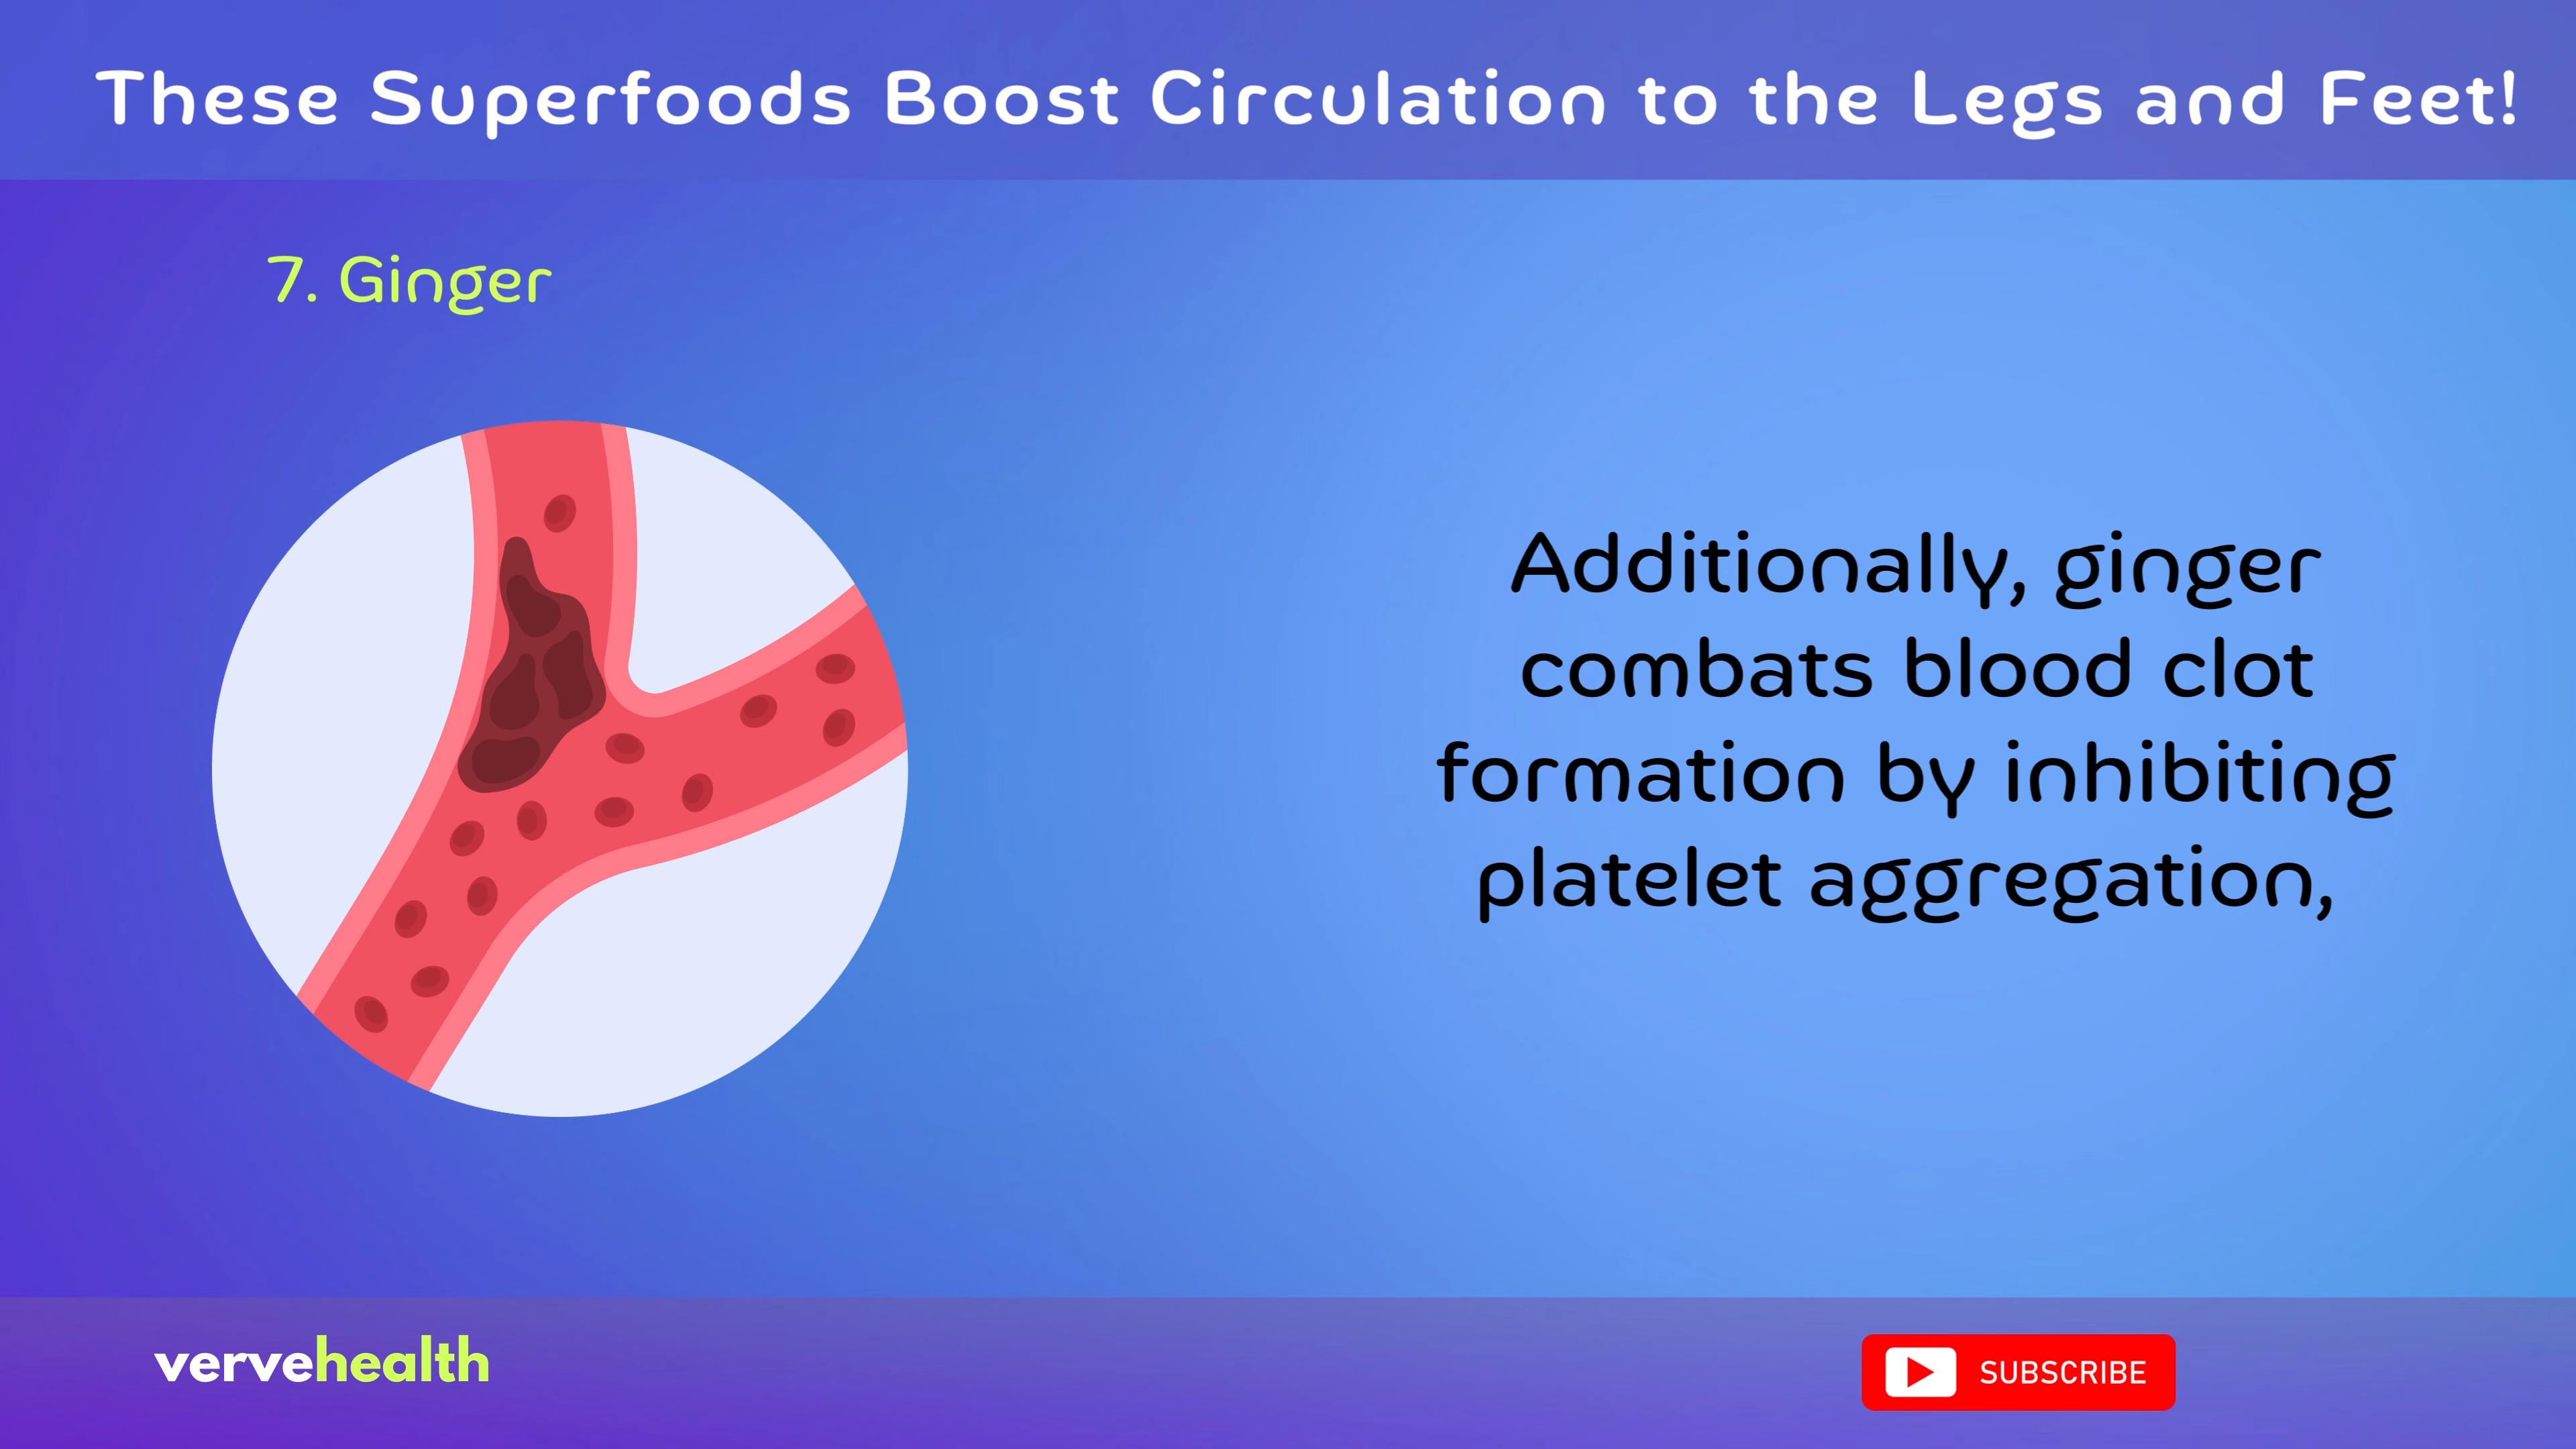 These Superfoods Boost Circulation to the Legs and Feet!
7. Ginger
Additionally, ginger
combats blood clot
formation by inhibiting
platelet aggregation,
vervehealth
SUBSCRIBE